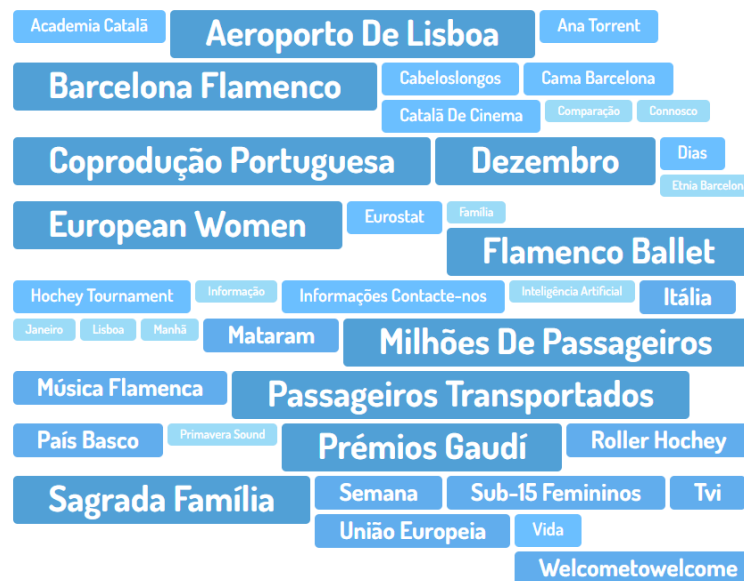 Academia Catalã Aeroporto De Lisboa Ana Torrent
Barcelona Flamenco Cabeloslongos Cama Barcelona
Catalã De Cinema Comparação Connosco
Coprodução Portuguesa Dezembro Dias
Etnia Barcelon
European Women Eurostat Família
Flamenco Ballet
Hochey Tournament Informação Informações Contacte-nos Inteligência Artificial Itália
Janeiro Lisboa Manhã Mataram Milhões De Passageiros
Música Flamenca Passageiros Transportados
País Basco Primavera Sound Prémios Gaudí Roller Hochey
Sagrada Família Semana Sub-15 Femininos Tvi
União Europeia Vida
Welcometowelcome